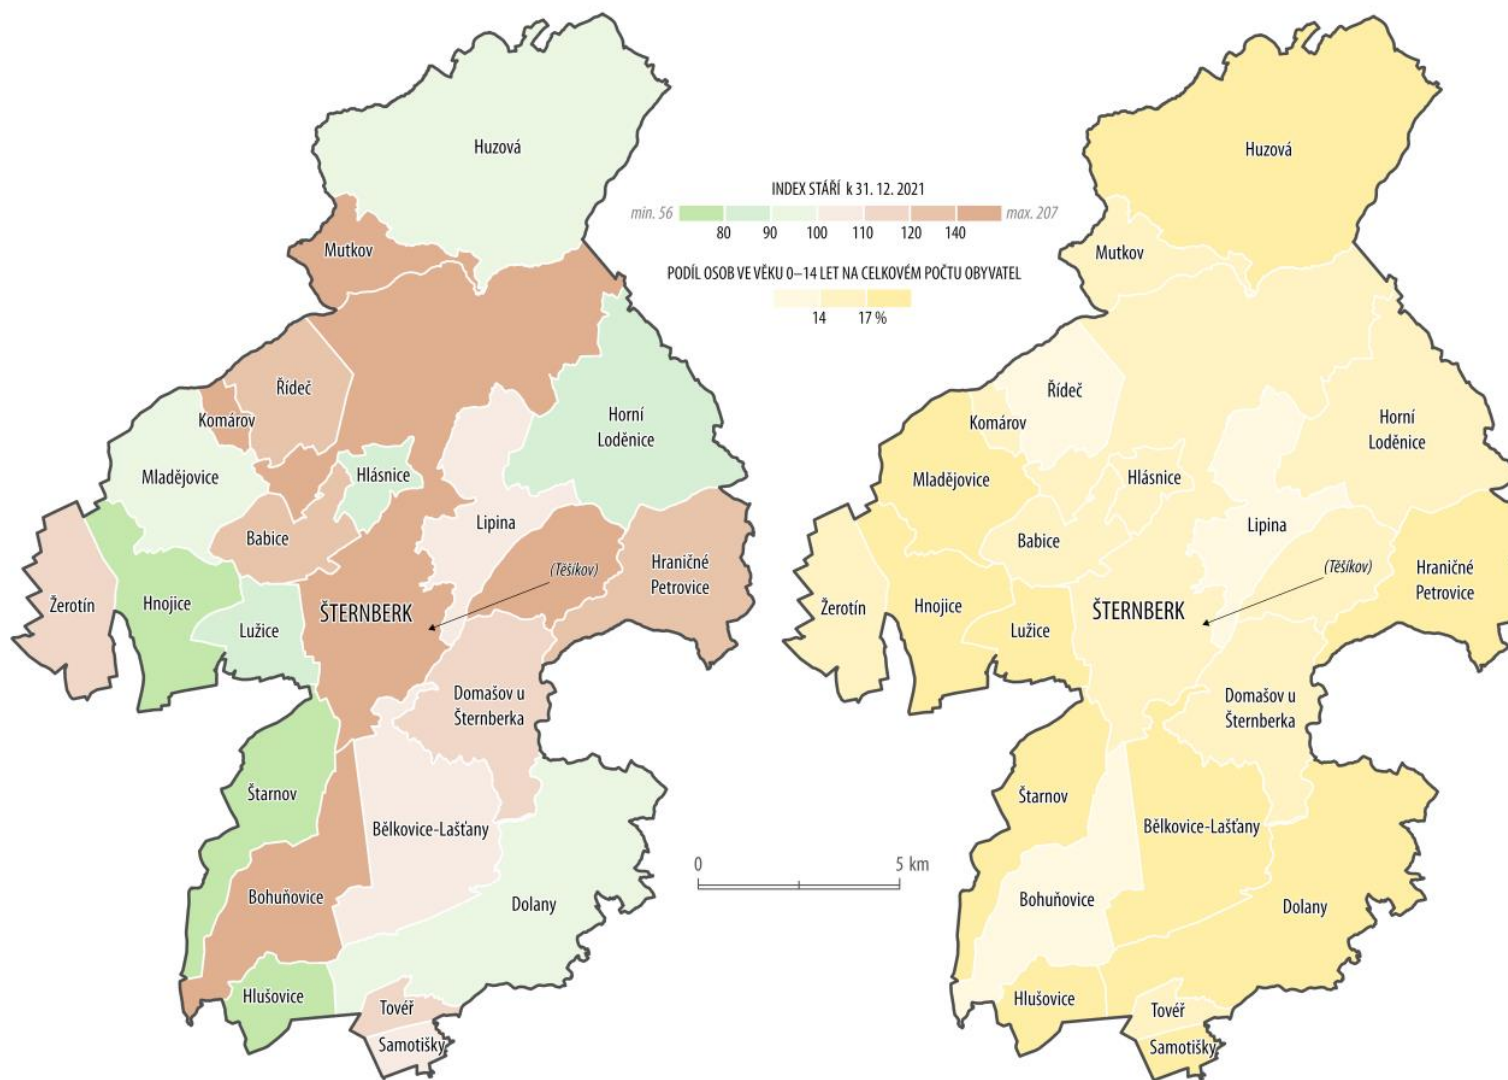 Huzová
INDEX STÁŘÍ k 31. 12. 2021
min. 56
max. 207
80 90 100 110 120 140
PODÍL OSOB VE VĚKU 0–14 LET NA CELKOVÉM POČTU OBYVATEL
14 17 %
Mutkov
Řídeč
Komárov
Horní
Loděnice
Mladějovice
Hlásnice
Lipina
Babice
(Těšíkov)
Hraničné
Petrovice
Žerotín
Hnojice
Lužice
ŠTERNBERK
Domašov u
Šternberka
Štarnov
Bělkovice-Lašťany
Bohuňovice
Dolany
Hlušovice
Tovéř
Samotišky
0 5 km
Huzová
Mutkov
Řídeč
Komárov
Horní
Loděnice
Mladějovice
Hlásnice
Lipina
Babice
(Těšíkov)
Hraničné
Petrovice
Žerotín
Hnojice
Lužice
ŠTERNBERK
Domašov u
Šternberka
Štarnov
Bělkovice-Lašťany
Bohuňovice
Dolany
Hlušovice
Tovéř
Samotišky